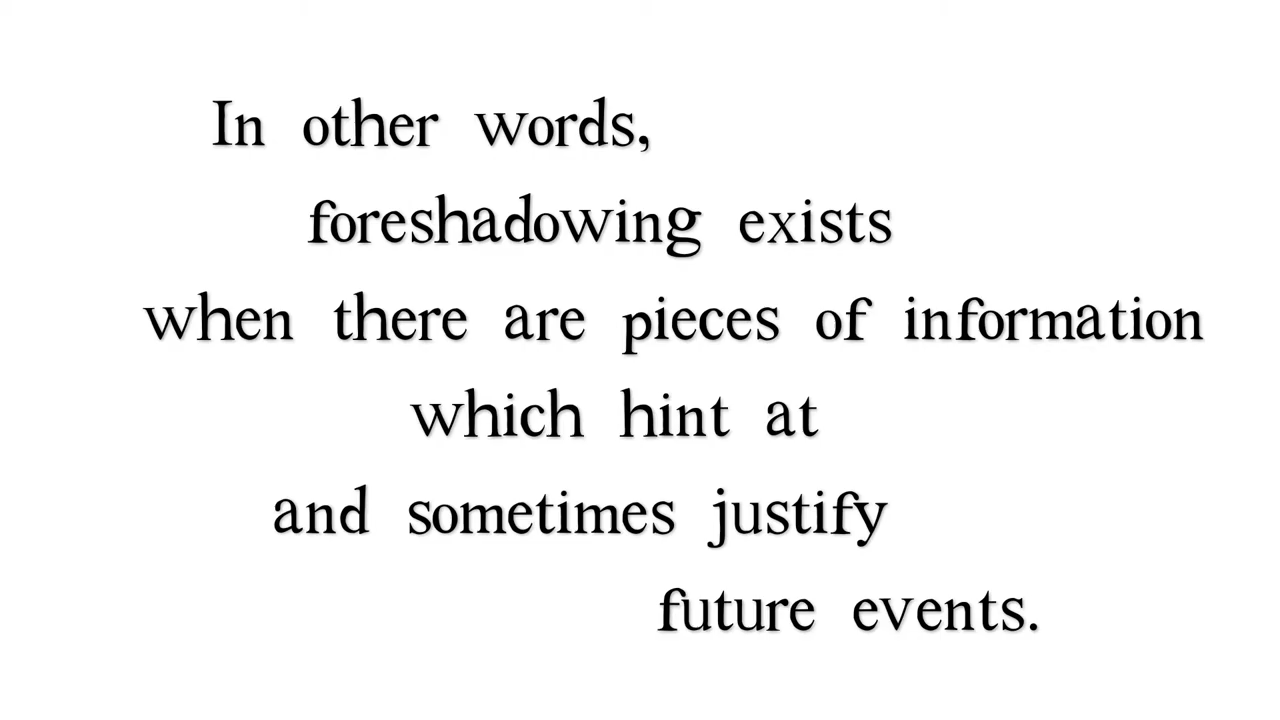 In other words,
foreshadowing exists
when there are pieces of information
which hint at
and sometimes justify
future events.